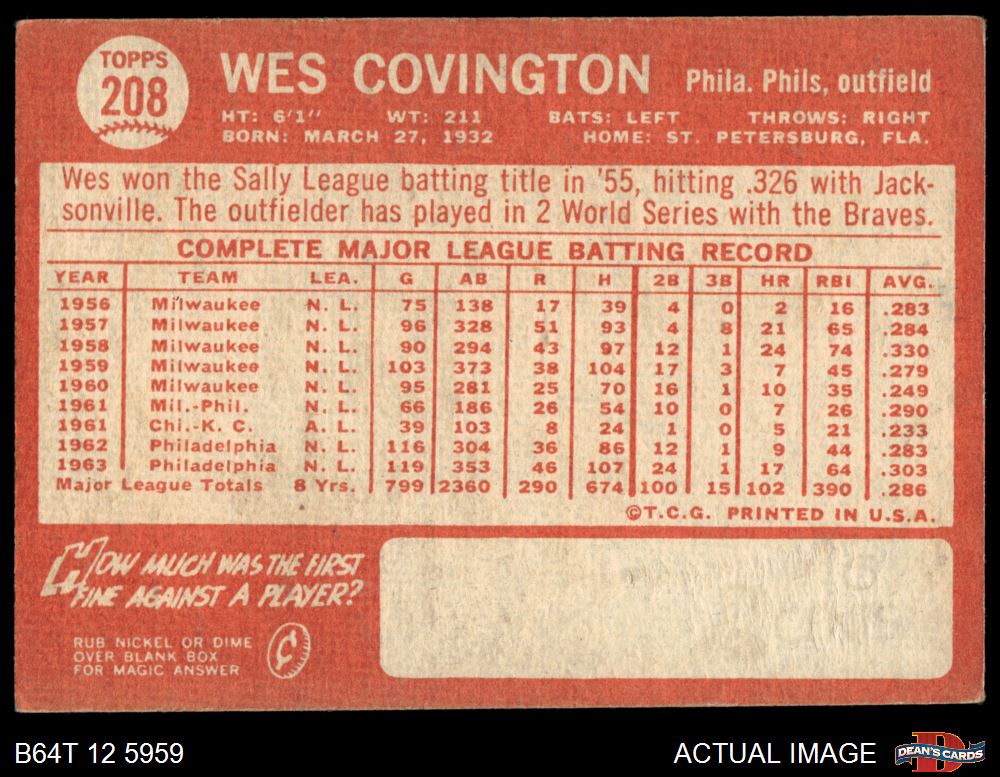 TOPPS
208
WES COVINGTON Phila. Phils, outfield
HT: 6'1" WT: 211 BATS: LEFT THROWS: RIGHT
BORN: MARCH 27, 1932 HOME: ST. PETERSBURG, FLA.
Wes won the Sally League batting title in '55, hitting .326 with Jack-
sonville. The outfielder has played in 2 World Series with the Braves.
COMPLETE MAJOR LEAGUE BATTING RECORD
YEAR TEAM LEA. G AB R H 2B 3B HR RBI AVG.
1956 Milwaukee N. L. 75 138 17 39 4 0 2 16 .283
1957 Milwaukee N. L. 96 328 51 93 4 8 21 65 .284
1958 Milwaukee N. L. 90 294 43 97 12 1 24 74 .330
1959 Milwaukee N. L. 103 373 38 104 17 3 7 45 .279
1960 Milwaukee N. L. 95 281 25 70 16 1 10 35 .249
1961 Mil.-Phil. N. L. 66 186 26 54 10 0 7 26 .290
1961 Chi.-K. C. A. L. 39 103 8 24 1 0 5 21 .233
1962 Philadelphia N. L. 116 304 36 86 12 1 9 44 .283
1963 Philadelphia N. L. 119 353 46 107 24 1 17 64 .303
Major League Totals 8 Yrs. 799 2360 290 674 100 15 102 390 .286
©T.C.G. PRINTED IN U.S.A.
HOW MUCH WAS THE FIRST
FINE AGAINST A PLAYER?
RUB NICKEL OR DIME
OVER BLANK BOX
FOR MAGIC ANSWER
B64T 12 5959 ACTUAL IMAGE DEAN'S CARDS